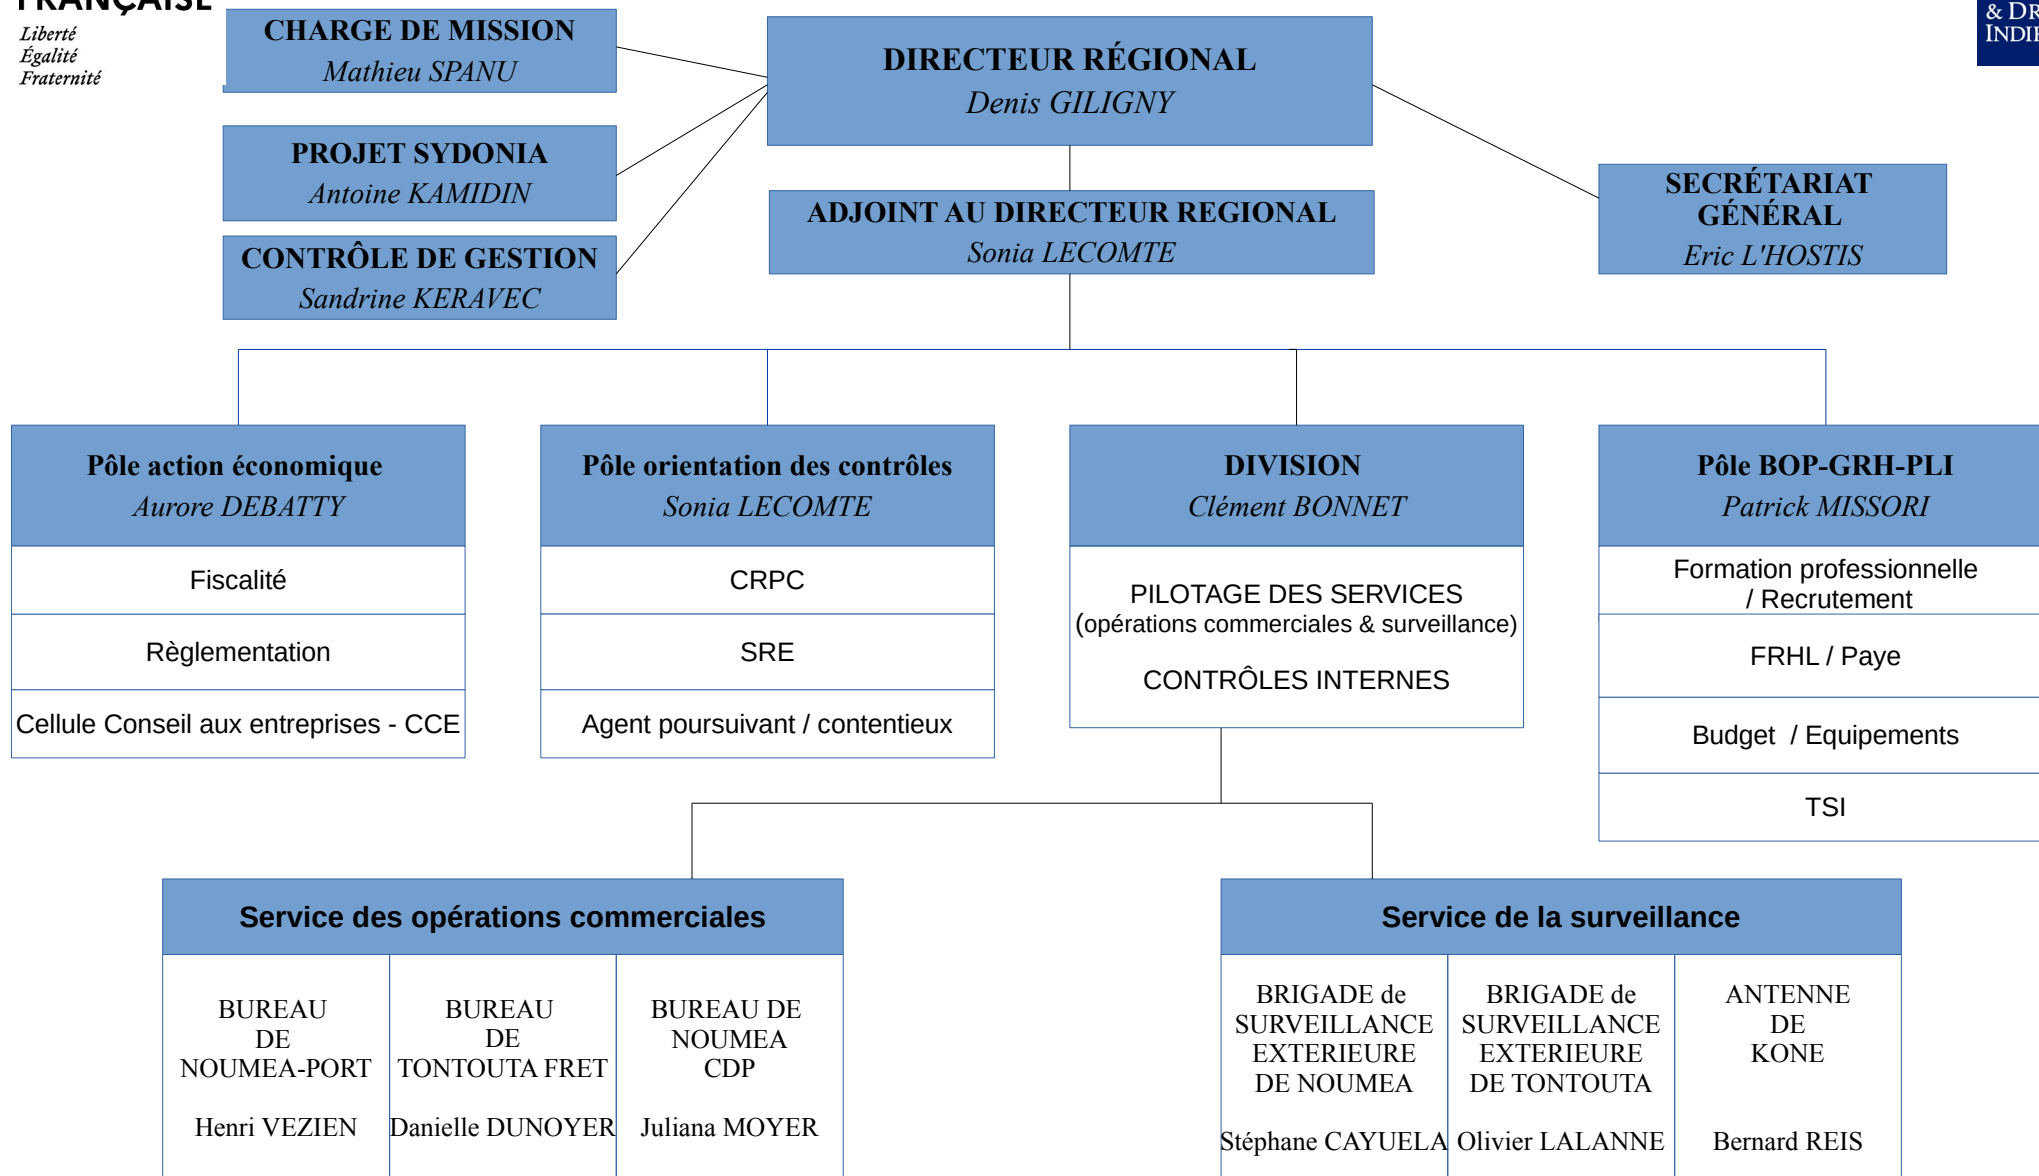 FRANÇAISE
Liberté
Égalité
Fraternité
& DR
INDI
CHARGE DE MISSION
Mathieu SPANU
DIRECTEUR RÉGIONAL
Denis GILIGNY
PROJET SYDONIA
Antoine KAMIDIN
SECRÉTARIAT
GÉNÉRAL
Eric L'HOSTIS
ADJOINT AU DIRECTEUR REGIONAL
Sonia LECOMTE
CONTRÔLE DE GESTION
Sandrine KERAVEC
Pôle action économique
Aurore DEBATTY
Fiscalité
Règlementation
Cellule Conseil aux entreprises - CCE
Pôle orientation des contrôles
Sonia LECOMTE
CRPC
SRE
Agent poursuivant / contentieux
DIVISION
Clément BONNET
PILOTAGE DES SERVICES
(opérations commerciales & surveillance)
CONTRÔLES INTERNES
Pôle BOP-GRH-PLI
Patrick MISSORI
Formation professionnelle
/ Recrutement
FRHL / Paye
Budget / Equipements
TSI
Service des opérations commerciales
BUREAU
DE
NOUMEA-PORT
Henri VEZIEN
BUREAU
DE
TONTOUTA FRET
Danielle DUNOYER
BUREAU DE
NOUMEA
CDP
Juliana MOYER
Service de la surveillance
BRIGADE de
SURVEILLANCE
EXTERIEURE
DE NOUMEA
Stéphane CAYUELA
BRIGADE de
SURVEILLANCE
EXTERIEURE
DE TONTOUTA
Olivier LALANNE
ANTENNE
DE
KONE
Bernard REIS